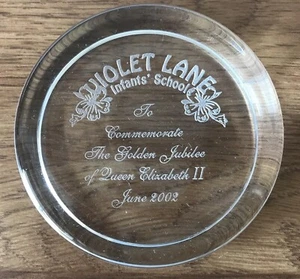 VIOLET LANE
Infants' School
To
Commemorate
The Golden Jubilee
of Queen Elizabeth II
June 2002